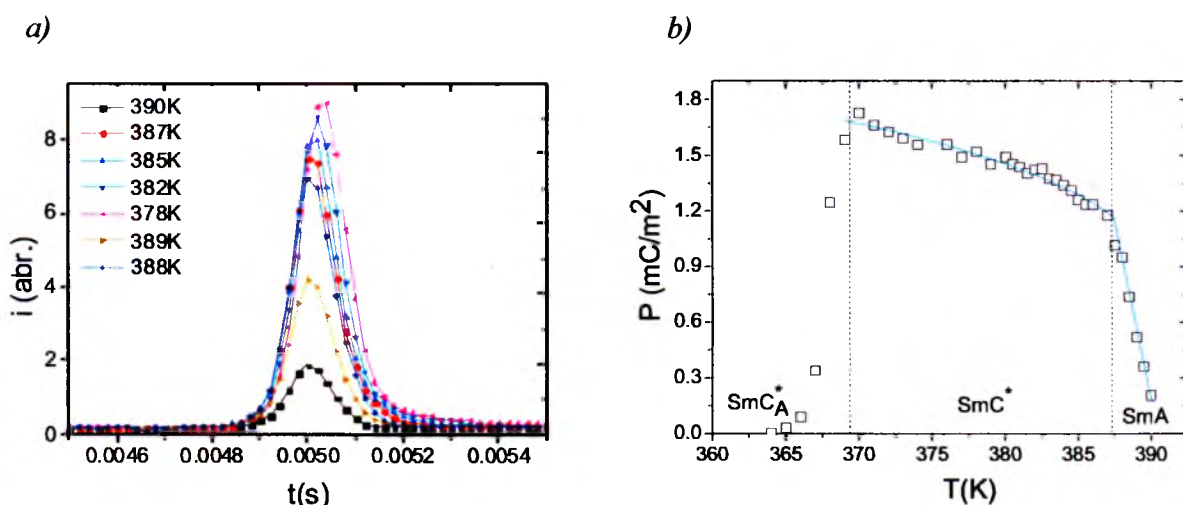 a)
b)
390K
387K
385K
382K
378K
389K
388K
i (abr.)
8
6
4
2
0
0.0046 0.0048 0.0050 0.0052 0.0054
t(s)
P (mC/m²)
1.8
1.5
1.2
0.9
0.6
0.3
0.0
SmC*A
SmC*
SmA
360 365 370 375 380 385 390
T(K)